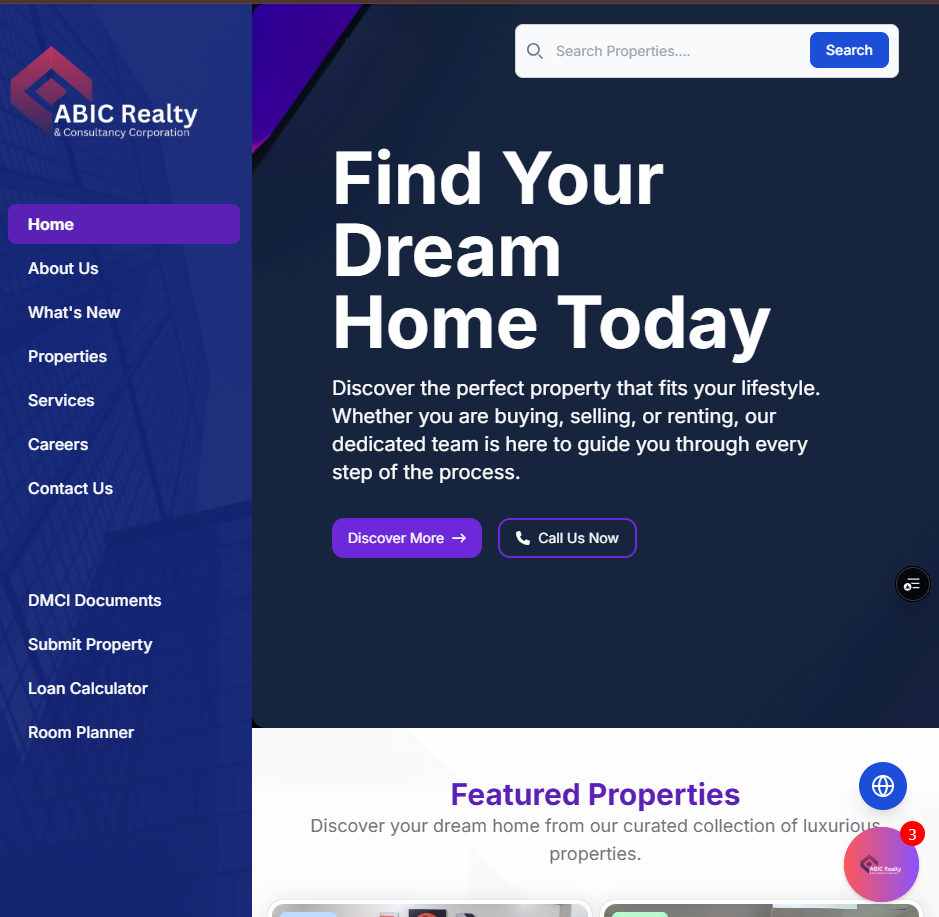 ABIC Realty
& Consultancy Corporation
Home
About Us
What's New
Properties
Services
Careers
Contact Us
DMCI Documents
Submit Property
Loan Calculator
Room Planner
Search Properties....
Search
Find Your
Dream
Home Today
Discover the perfect property that fits your lifestyle.
Whether you are buying, selling, or renting, our
dedicated team is here to guide you through every
step of the process.
Discover More →
Call Us Now
Featured Properties
Discover your dream home from our curated collection of luxurious
properties.
3
ABIC Realty